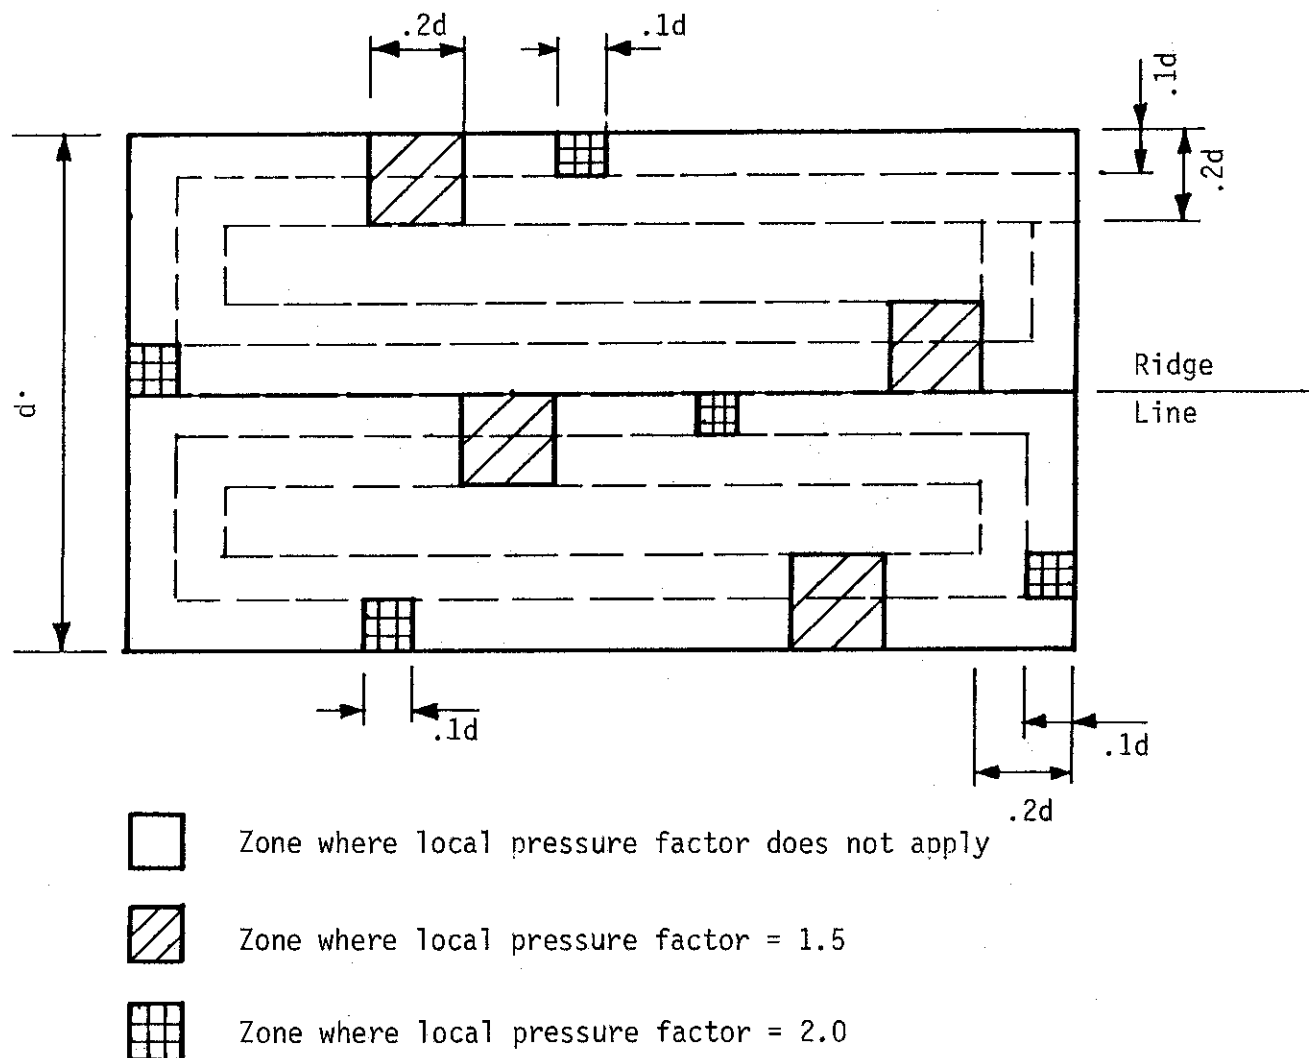 .2d
.1d
.1d
.2d
d.
Ridge
Line
.1d
.1d
.2d
Zone where local pressure factor does not apply
Zone where local pressure factor = 1.5
Zone where local pressure factor = 2.0